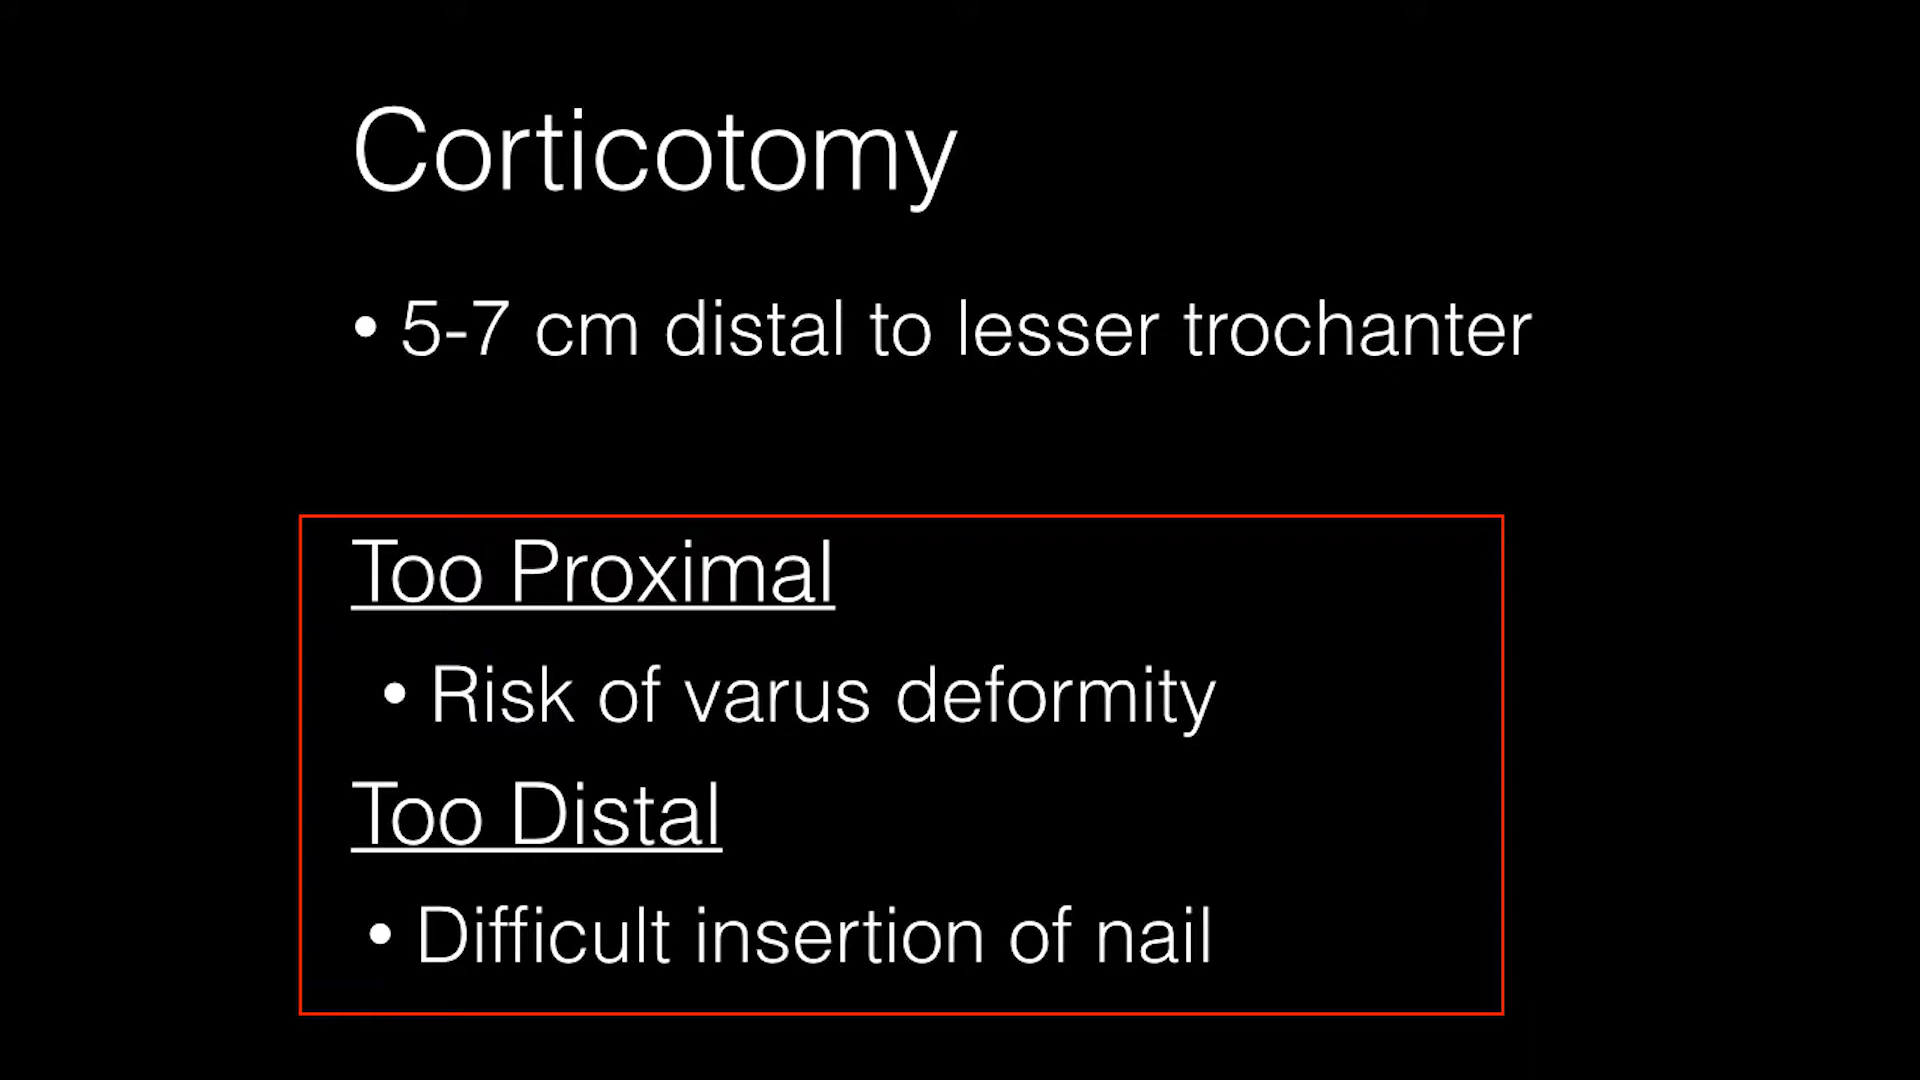 Corticotomy
• 5-7 cm distal to lesser trochanter
Too Proximal
• Risk of varus deformity
Too Distal
• Difficult insertion of nail